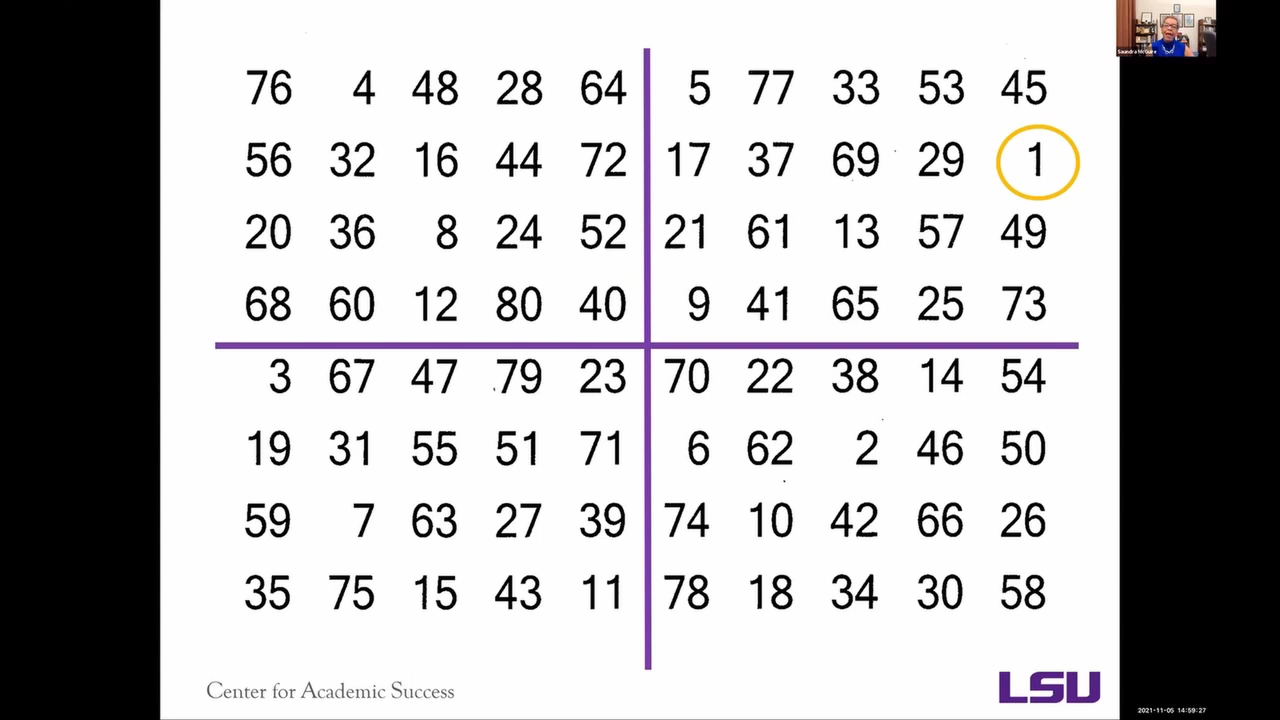 76 4 48 28 64 5 77 33 53 45
56 32 16 44 72 17 37 69 29 1
20 36 8 24 52 21 61 13 57 49
68 60 12 80 40 9 41 65 25 73
3 67 47 79 23 70 22 38 14 54
19 31 55 51 71 6 62 2 46 50
59 7 63 27 39 74 10 42 66 26
35 75 15 43 11 78 18 34 30 58
Center for Academic Success
LSU
Saundra McGuire
2021-11-05 14:59:27